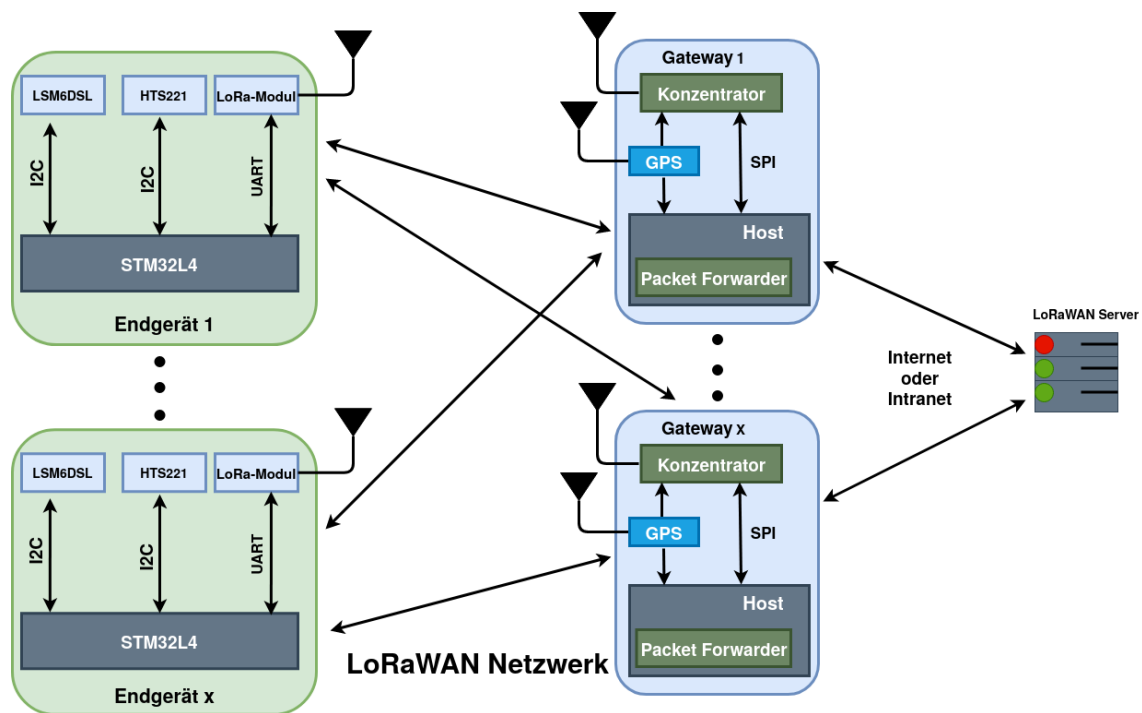 LSM6DSL
HTS221
LoRa-Modul
I2C
I2C
UART
STM32L4
Endgerät 1
LSM6DSL
HTS221
LoRa-Modul
I2C
I2C
UART
STM32L4
Endgerät x
Gateway 1
Konzentrator
GPS
SPI
Host
Packet Forwarder
Gateway x
Konzentrator
GPS
SPI
Host
Packet Forwarder
LoRaWAN Server
Internet
oder
Intranet
LoRaWAN Netzwerk